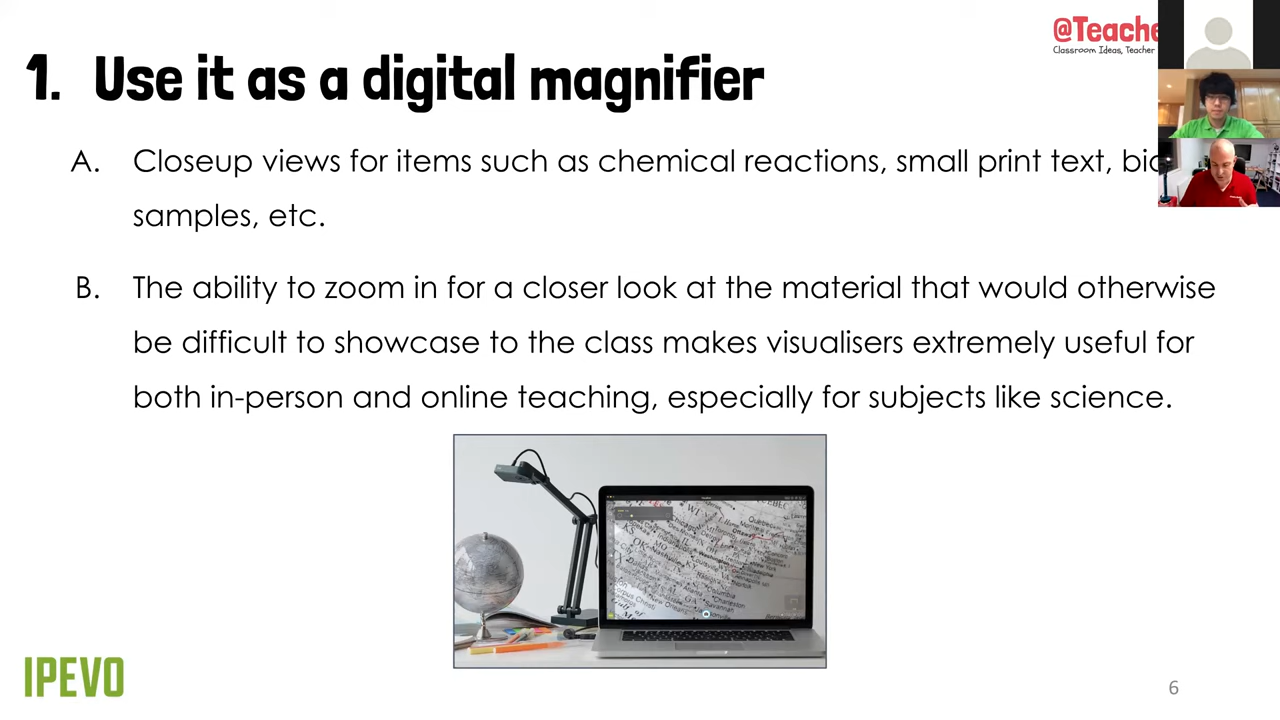 @Teache
Classroom Ideas, Teacher
1. Use it as a digital magnifier
A. Closeup views for items such as chemical reactions, small print text,
samples, etc.
B. The ability to zoom in for a closer look at the material that would otherwise
be difficult to showcase to the class makes visualisers extremely useful for
both in-person and online teaching, especially for subjects like science.
IPEVO
6